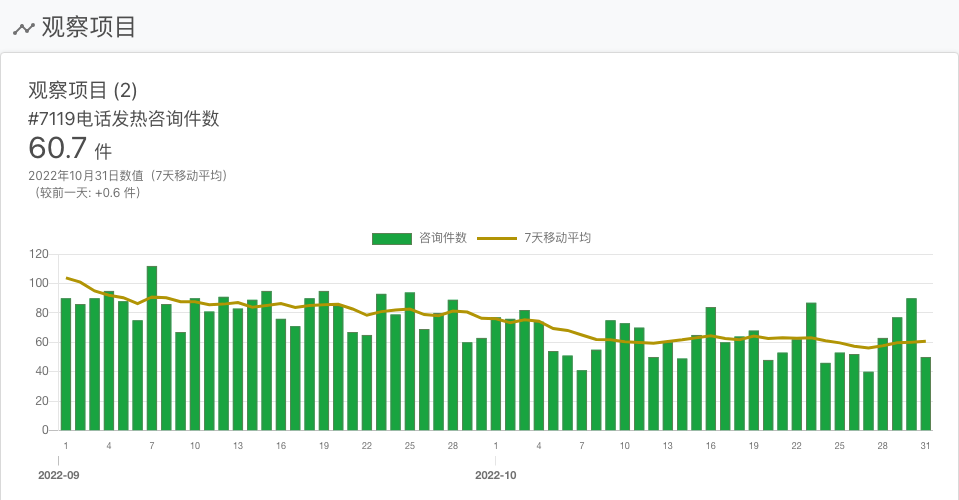 观察项目
观察项目 (2)
#7119电话发热咨询件数
60.7 件
2022年10月31日数值（7天移动平均）
（较前一天: +0.6 件）
咨询件数 7天移动平均
120
100
80
60
40
20
0
1 4 7 10 13 16 19 22 25 28 1 4 7 10 13 16 19 22 25 28 31
2022-09 2022-10